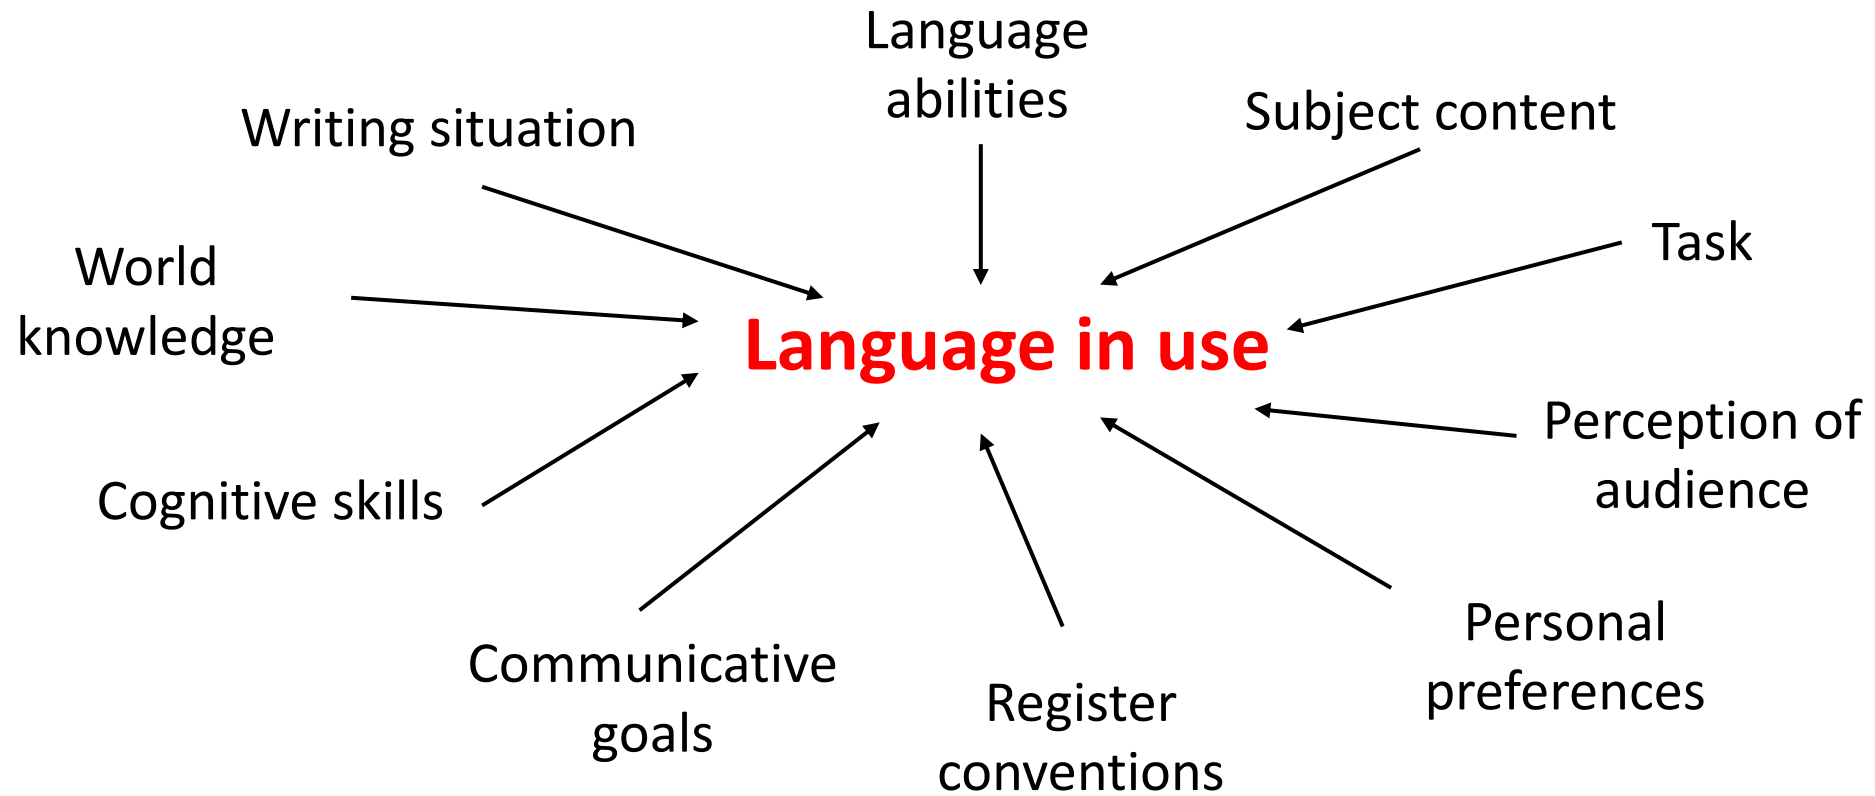 Language
abilities
Subject content
Writing situation
Task
World
knowledge
Language in use
Perception of
audience
Cognitive skills
Personal
preferences
Communicative
goals
Register
conventions